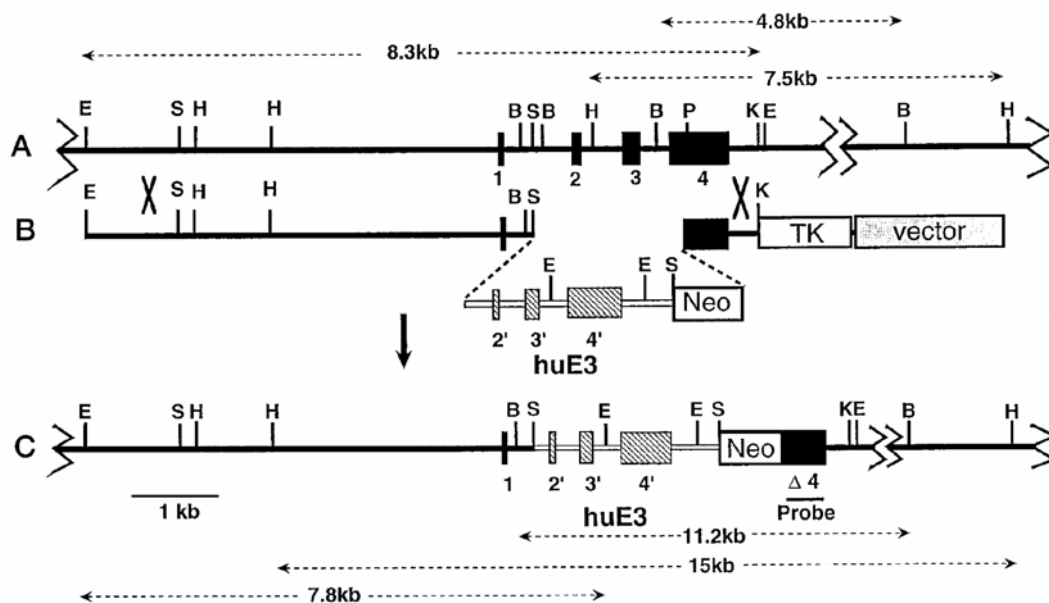 4.8kb
8.3kb
7.5kb
E S H H B S B H B P K E B H
A
1 2 3 4
E S H H B S K
B TK vector
E E S
Neo
2' 3' 4'
huE3
E S H H B S E E S K E B H
C Neo
1 2' 3' 4' Δ 4
1 kb huE3 Probe
11.2kb
15kb
7.8kb